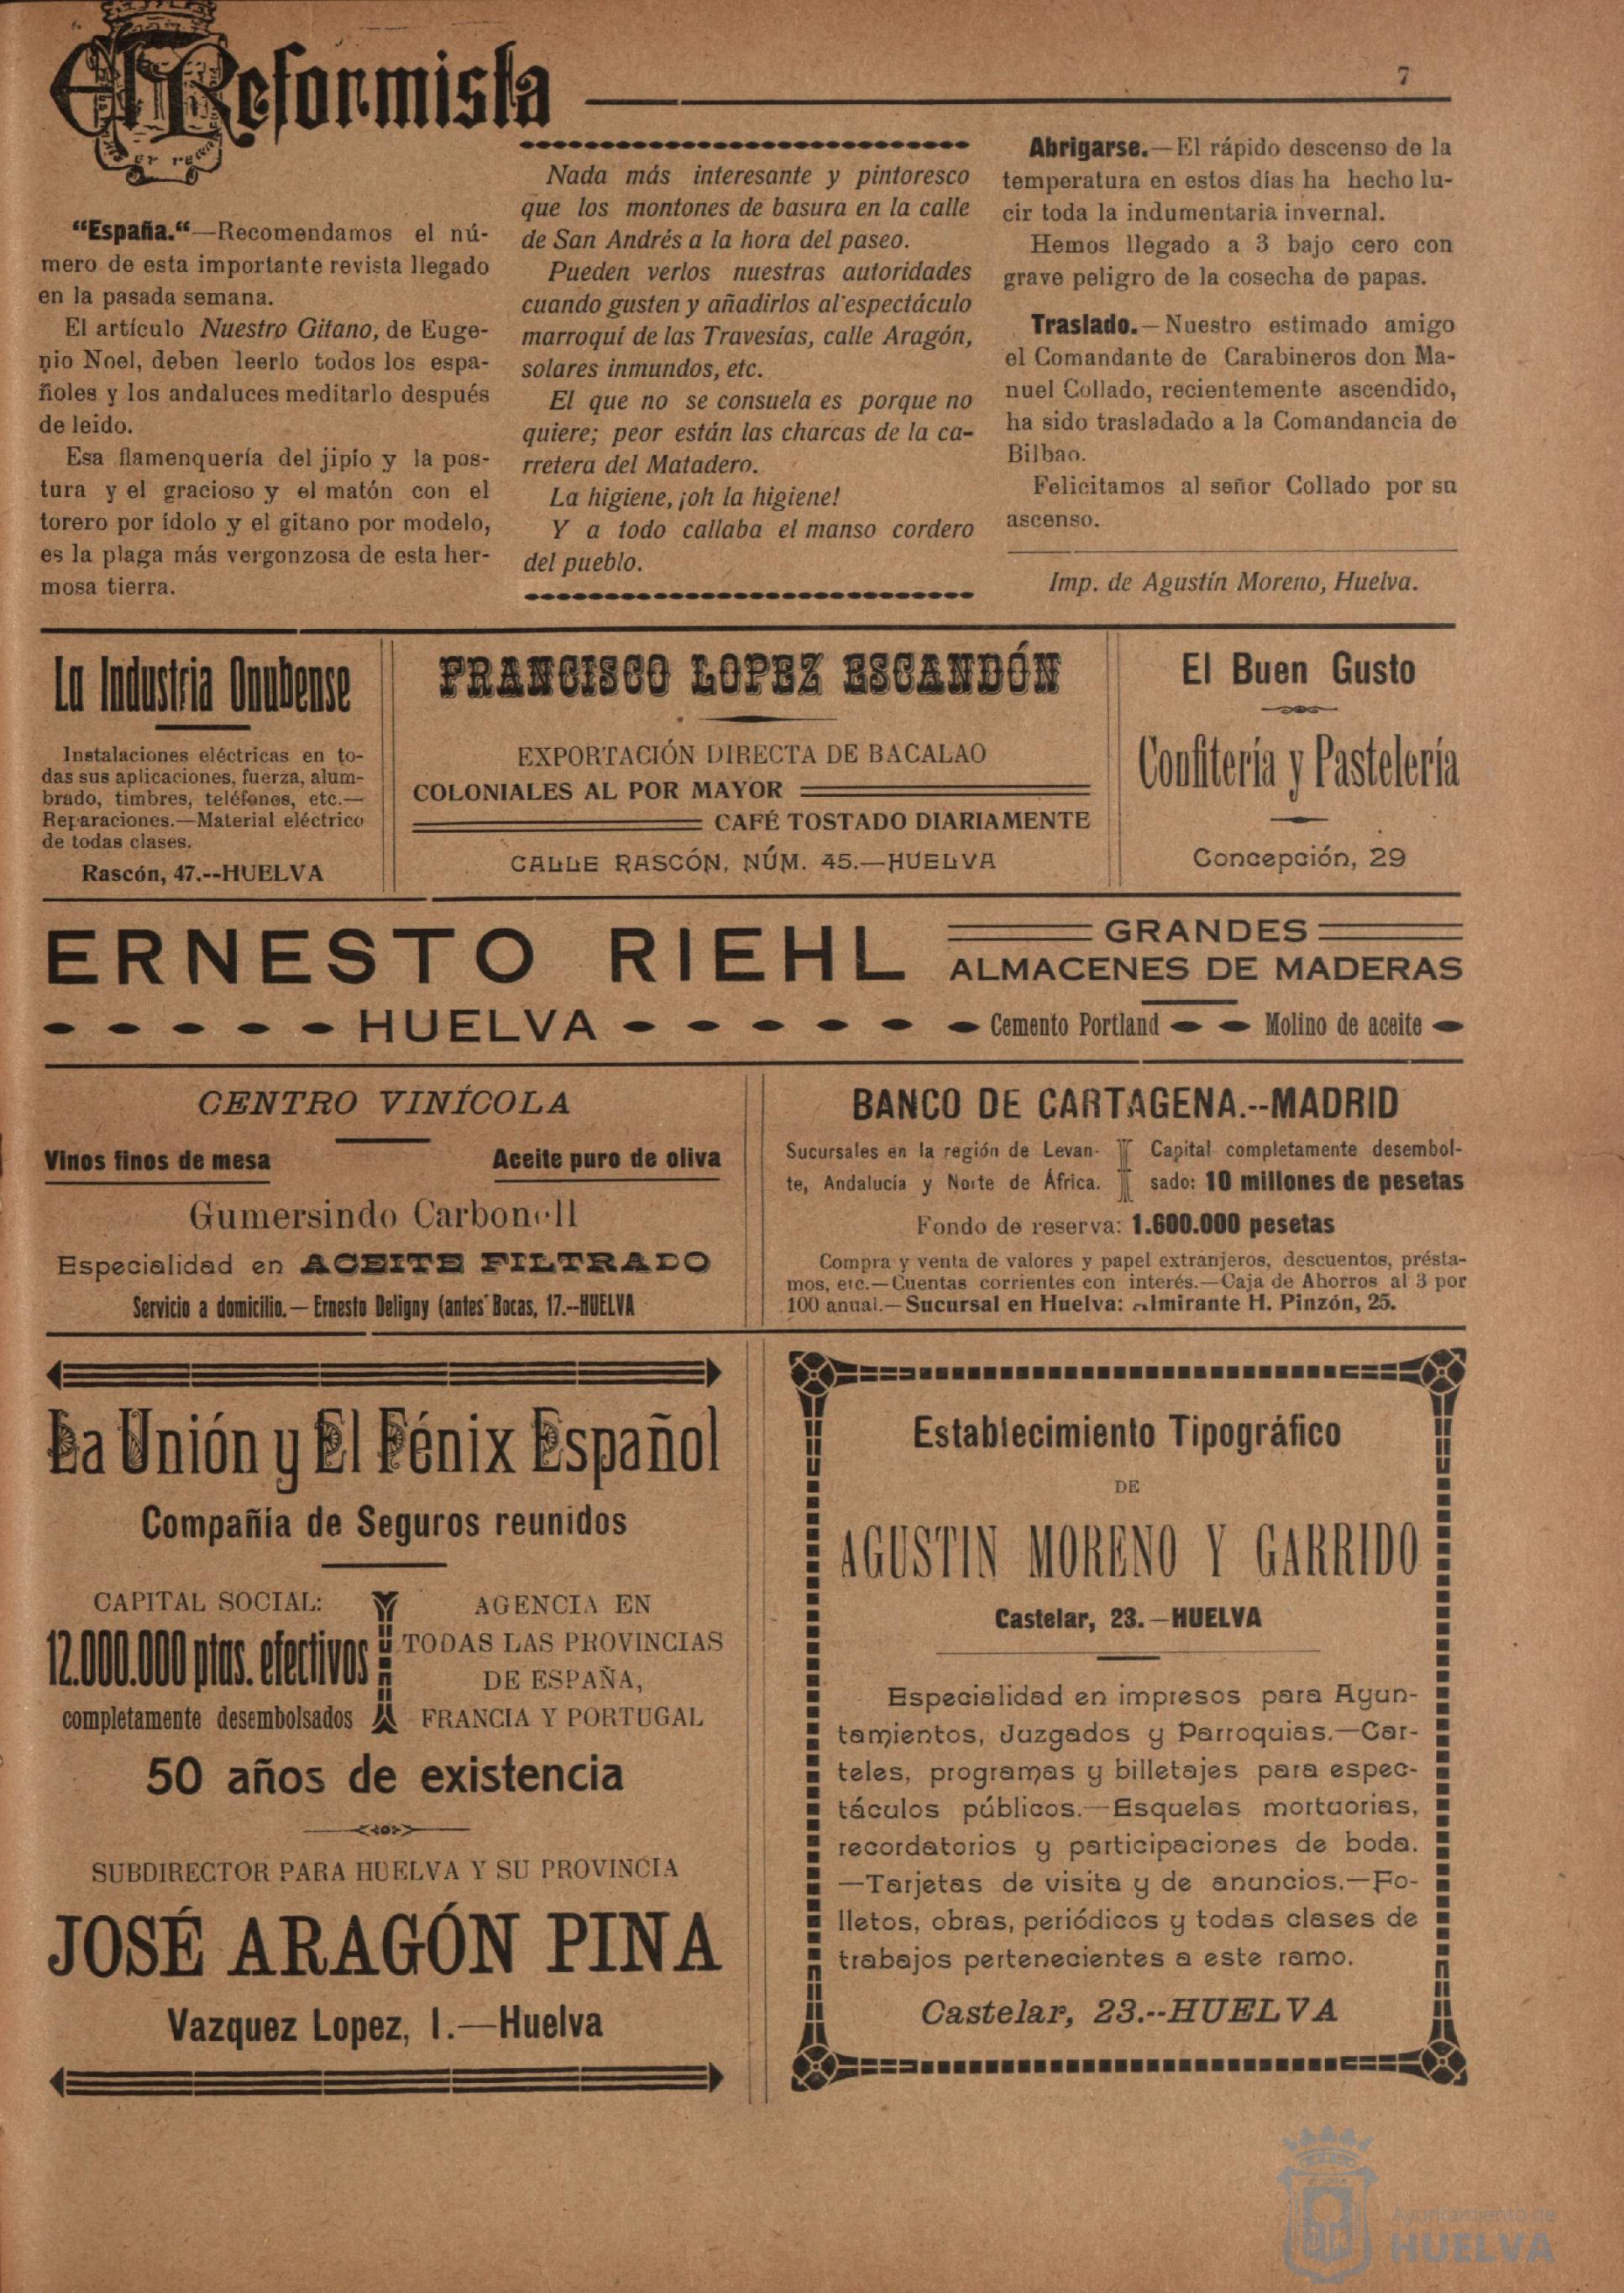 El Reformista
7
"España."—Recomendamos el nú-
mero de esta importante revista llegado
en la pasada semana.
El artículo Nuestro Gitano, de Euge-
nio Noel, deben leerlo todos los espa-
ñoles y los andaluces meditarlo después
de leido.
Esa flamenquería del jipío y la pos-
tura y el gracioso y el matón con el
torero por ídolo y el gitano por modelo,
es la plaga más vergonzosa de esta her-
mosa tierra.
Nada más interesante y pintoresco
que los montones de basura en la calle
de San Andrés a la hora del paseo.
Pueden verlos nuestras autoridades
cuando gusten y añadirlos al espectáculo
marroquí de las Travesías, calle Aragón,
solares inmundos, etc.
El que no se consuela es porque no
quiere; peor están las charcas de la ca-
rretera del Matadero.
La higiene, ¡oh la higiene!
Y a todo callaba el manso cordero
del pueblo.
Abrigarse.—El rápido descenso de la
temperatura en estos días ha hecho lu-
cir toda la indumentaria invernal.
Hemos llegado a 3 bajo cero con
grave peligro de la cosecha de papas.
Traslado.—Nuestro estimado amigo
el Comandante de Carabineros don Ma-
nuel Collado, recientemente ascendido,
ha sido trasladado a la Comandancia de
Bilbao.
Felicitamos al señor Collado por su
ascenso.
Imp. de Agustín Moreno, Huelva.
La Industria Onubense
Instalaciones eléctricas en to-
das sus aplicaciones, fuerza, alum-
brado, timbres, teléfonos, etc.—
Reparaciones.—Material eléctrico
de todas clases.
Rascón, 47.--HUELVA
FRANCISCO LOPEZ ESCANDÓN
EXPORTACIÓN DIRECTA DE BACALAO
COLONIALES AL POR MAYOR
CAFÉ TOSTADO DIARIAMENTE
CALLE RASCÓN, NÚM. 45.—HUELVA
El Buen Gusto
Confitería y Pastelería
Concepción, 29
ERNESTO RIEHL
HUELVA
GRANDES
ALMACENES DE MADERAS
Cemento Portland
Molino de aceite
CENTRO VINÍCOLA
Vinos finos de mesa
Aceite puro de oliva
Gumersindo Carbonell
Especialidad en ACEITE FILTRADO
Servicio a domicilio.—Ernesto Deligny (antes Bocas, 17.--HUELVA
BANCO DE CARTAGENA.--MADRID
Sucursales en la región de Levan-
te, Andalucía y Norte de África.
Capital completamente desembol-
sado: 10 millones de pesetas
Fondo de reserva: 1.600.000 pesetas
Compra y venta de valores y papel extranjeros, descuentos, présta-
mos, etc.—Cuentas corrientes con interés.—Caja de Ahorros al 3 por
100 anual.—Sucursal en Huelva: Almirante H. Pinzón, 25.
La Unión y El Fénix Español
Compañía de Seguros reunidos
CAPITAL SOCIAL:
12.000.000 ptas. efectivos
completamente desembolsados
AGENCIA EN
TODAS LAS PROVINCIAS
DE ESPAÑA,
FRANCIA Y PORTUGAL
50 años de existencia
SUBDIRECTOR PARA HUELVA Y SU PROVINCIA
JOSÉ ARAGÓN PINA
Vazquez Lopez, 1.—Huelva
Establecimiento Tipográfico
DE
AGUSTIN MORENO Y GARRIDO
Castelar, 23.—HUELVA
Especialidad en impresos para Ayun-
tamientos, Juzgados y Parroquias.—Car-
teles, programas y billetajes para espec-
táculos públicos.—Esquelas mortuorias,
recordatorios y participaciones de boda.
—Tarjetas de visita y de anuncios.—Fo-
lletos, obras, periódicos y todas clases de
trabajos pertenecientes a este ramo.
Castelar, 23.--HUELVA
Ayuntamiento de
HUELVA